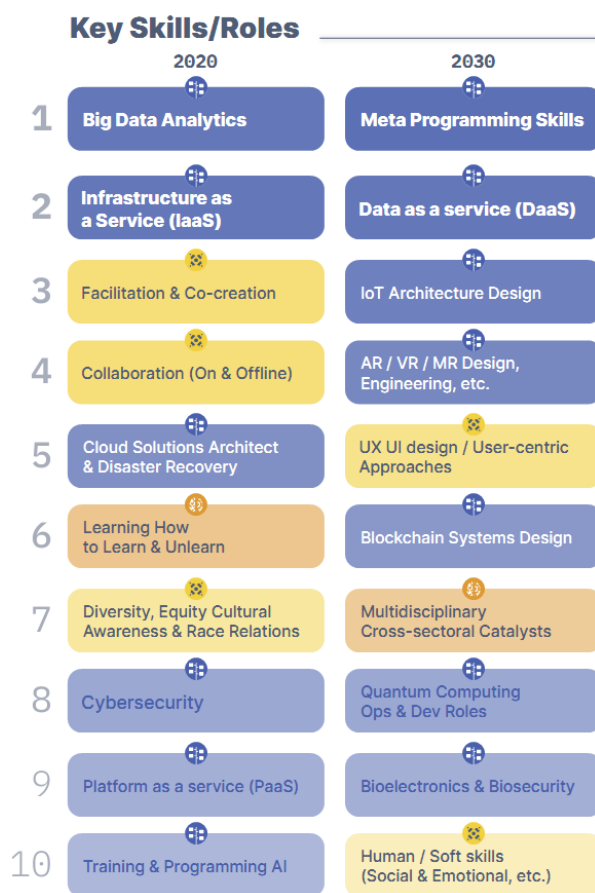 Key Skills/Roles
2020
2030
1
Big Data Analytics
Meta Programming Skills
2
Infrastructure as
a Service (IaaS)
Data as a service (DaaS)
3
Facilitation & Co-creation
IoT Architecture Design
4
Collaboration (On & Offline)
AR / VR / MR Design,
Engineering, etc.
5
Cloud Solutions Architect
& Disaster Recovery
UX UI design / User-centric
Approaches
6
Learning How
to Learn & Unlearn
Blockchain Systems Design
7
Diversity, Equity Cultural
Awareness & Race Relations
Multidisciplinary
Cross-sectoral Catalysts
8
Cybersecurity
Quantum Computing
Ops & Dev Roles
9
Platform as a service (PaaS)
Bioelectronics & Biosecurity
10
Training & Programming AI
Human / Soft skills
(Social & Emotional, etc.)